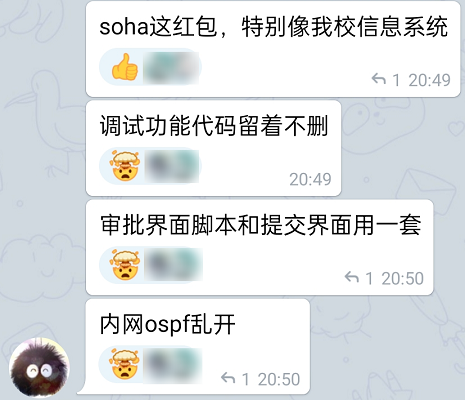 soha这红包，特别像我校信息系统
1 20:49
调试功能代码留着不删
20:49
审批界面脚本和提交界面用一套
1 20:50
内网ospf乱开
1 20:50